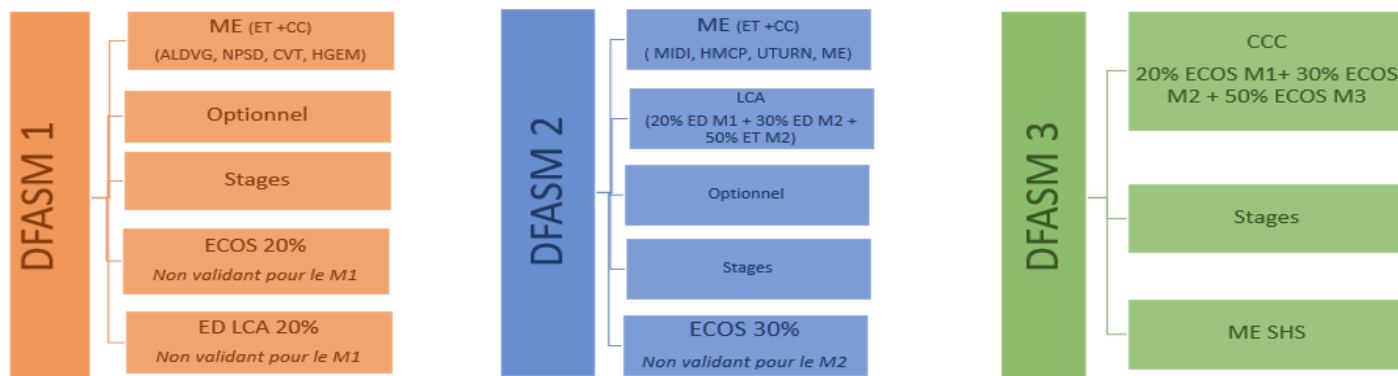 DFASM 1
ME (ET +CC)
(ALDVG, NPSD, CVT, HGEM)
Optionnel
Stages
ECOS 20%
Non validant pour le M1
ED LCA 20%
Non validant pour le M1
DFASM 2
ME (ET +CC)
( MIDI, HMCP, UTURN, ME)
LCA
(20% ED M1 + 30% ED M2 +
50% ET M2)
Optionnel
Stages
ECOS 30%
Non validant pour le M2
DFASM 3
CCC
20% ECOS M1+ 30% ECOS
M2 + 50% ECOS M3
Stages
ME SHS